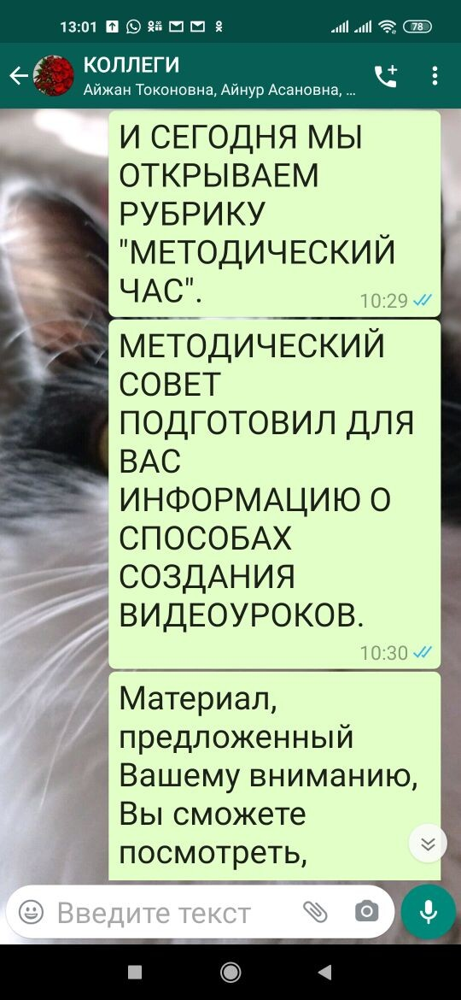 13:01
78
КОЛЛЕГИ
Айжан Токоновна, Айнур Асановна, ...
И СЕГОДНЯ МЫ
ОТКРЫВАЕМ
РУБРИКУ
"МЕТОДИЧЕСКИЙ
ЧАС".
10:29
МЕТОДИЧЕСКИЙ
СОВЕТ
ПОДГОТОВИЛ ДЛЯ
ВАС
ИНФОРМАЦИЮ О
СПОСОБАХ
СОЗДАНИЯ
ВИДЕОУРОКОВ.
10:30
Материал,
предложенный
Вашему вниманию,
Вы сможете
посмотреть,
Введите текст